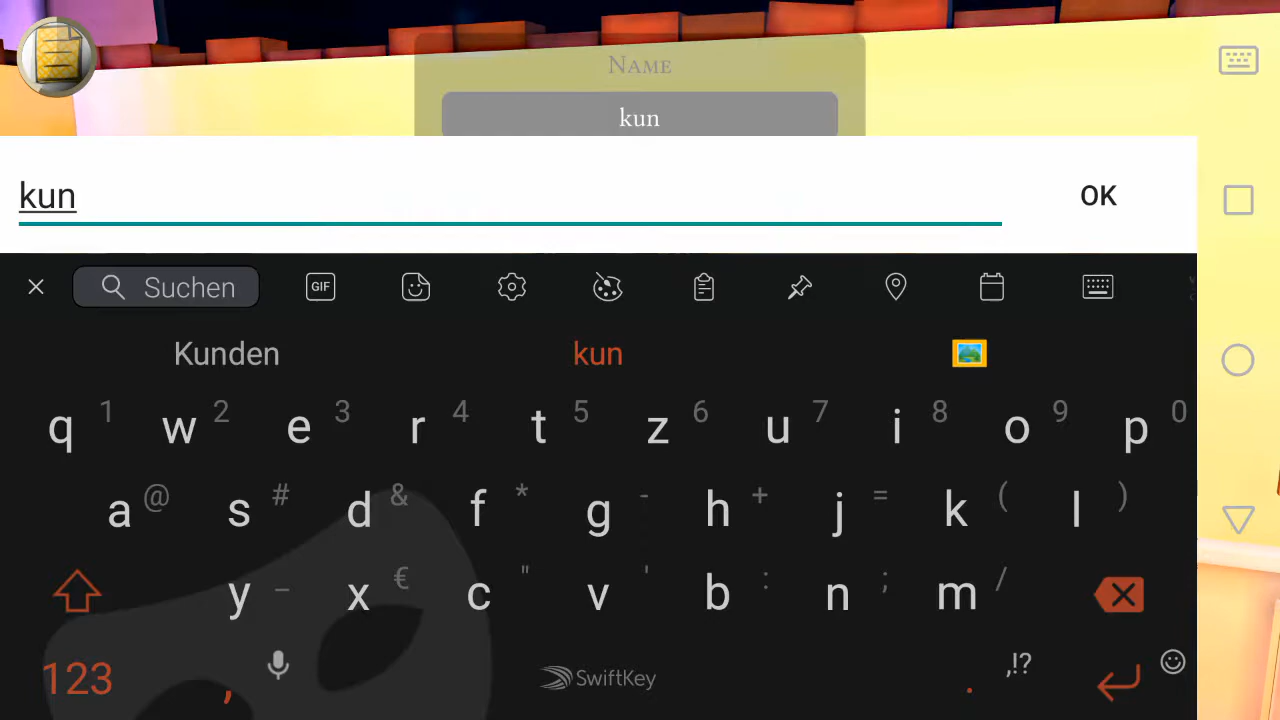 Name
kun
kun OK
Suchen GIF
Kunden kun
q 1 w 2 e 3 r 4 t 5 z 6 u 7 i 8 o 9 p 0
a @ s # d & f * g - h + j = k ( l )
y _ x € c " v ' b : n ; m /
123 , SwiftKey . ,!?